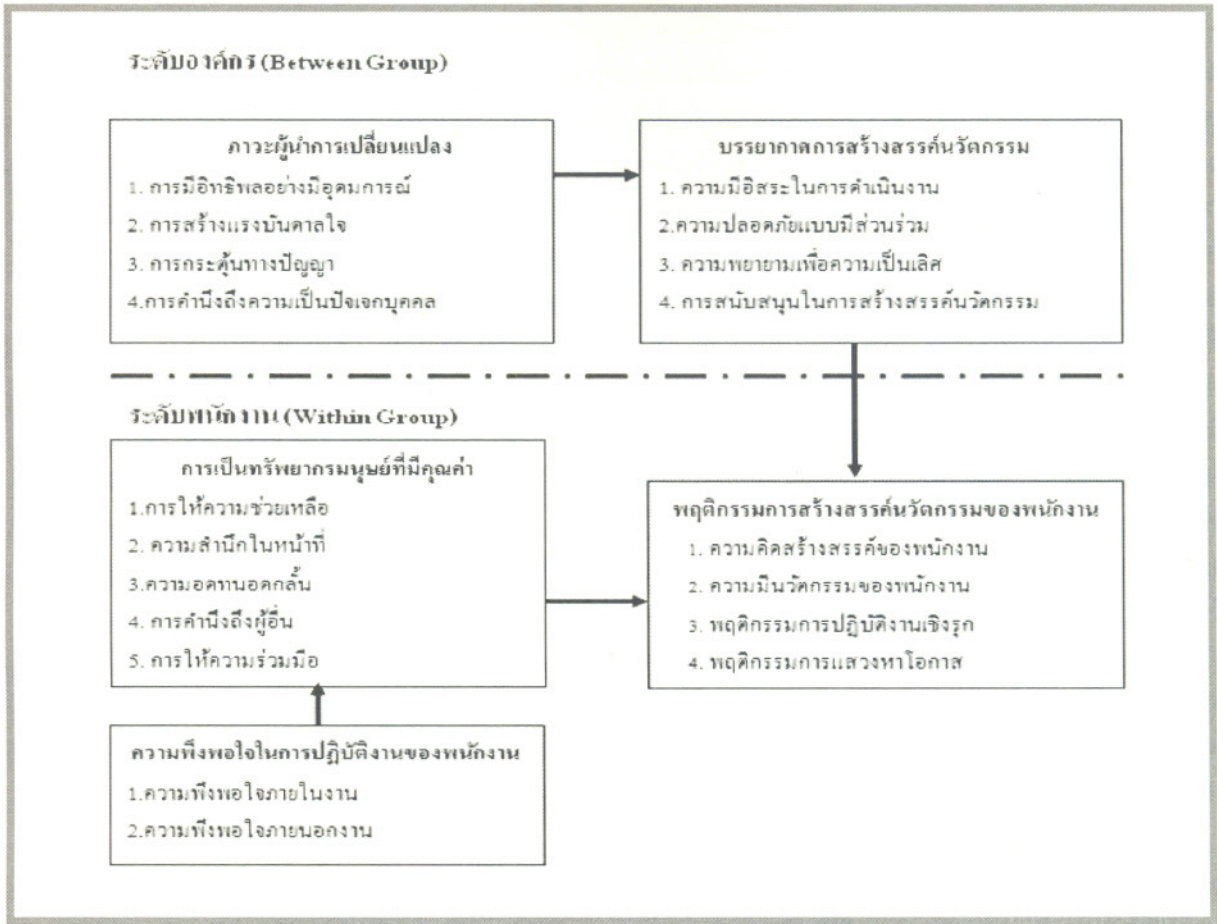 ระดับองค์กร (Between Group)
ภาวะผู้นำการเปลี่ยนแปลง
1. การมีอิทธิพลอย่างมีอุดมการณ์
2. การสร้างแรงบันดาลใจ
3. การกระตุ้นทางปัญญา
4.การคำนึงถึงความเป็นปัจเจกบุคคล
บรรยากาศการสร้างสรรค์นวัตกรรม
1. ความมีอิสระในการดำเนินงาน
2.ความปลอดภัยแบบมีส่วนร่วม
3. ความพยายามเพื่อความเป็นเลิศ
4. การสนับสนุนในการสร้างสรรค์นวัตกรรม
ระดับพนักงาน (Within Group)
การเป็นทรัพยากรมนุษย์ที่มีคุณค่า
1.การให้ความช่วยเหลือ
2. ความสำนึกในหน้าที่
3.ความอดทนอดกลั้น
4. การคำนึงถึงผู้อื่น
5. การให้ความร่วมมือ
พฤติกรรมการสร้างสรรค์นวัตกรรมของพนักงาน
1. ความคิดสร้างสรรค์ของพนักงาน
2. ความมีนวัตกรรมของพนักงาน
3. พฤติกรรมการปฏิบัติงานเชิงรุก
4. พฤติกรรมการแสวงหาโอกาส
ความพึงพอใจในการปฏิบัติงานของพนักงาน
1.ความพึงพอใจภายในงาน
2.ความพึงพอใจภายนอกงาน